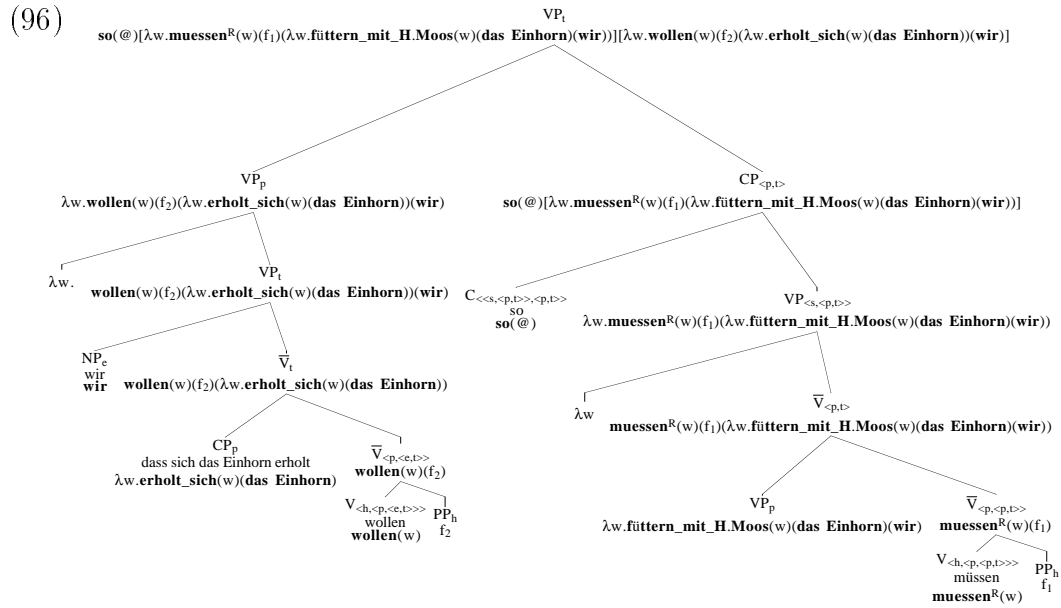 (96)
VPt
so(@)[λw.muessenᴿ(w)(f₁)(λw.füttern_mit_H.Moos(w)(das Einhorn)(wir))][λw.wollen(w)(f₂)(λw.erholt_sich(w)(das Einhorn))(wir)]
VPp
λw.wollen(w)(f₂)(λw.erholt_sich(w)(das Einhorn))(wir)
CP<p,t>
so(@)[λw.muessenᴿ(w)(f₁)(λw.füttern_mit_H.Moos(w)(das Einhorn)(wir))]
λw.
VPt
wollen(w)(f₂)(λw.erholt_sich(w)(das Einhorn))(wir)
C<<s,<p,t>>,<p,t>>
so
so(@)
VP<s,<p,t>>
λw.muessenᴿ(w)(f₁)(λw.füttern_mit_H.Moos(w)(das Einhorn)(wir))
NPe
wir
wir
V̅t
wollen(w)(f₂)(λw.erholt_sich(w)(das Einhorn))
λw
V̅<p,t>
muessenᴿ(w)(f₁)(λw.füttern_mit_H.Moos(w)(das Einhorn)(wir))
CPp
dass sich das Einhorn erholt
λw.erholt_sich(w)(das Einhorn)
V̅<p,<e,t>>
wollen(w)(f₂)
V<h,<p,<e,t>>>
wollen
wollen(w)
PPh
f₂
VPp
λw.füttern_mit_H.Moos(w)(das Einhorn)(wir)
V̅<p,<p,t>>
muessenᴿ(w)(f₁)
V<h,<p,<p,t>>>
müssen
muessenᴿ(w)
PPh
f₁